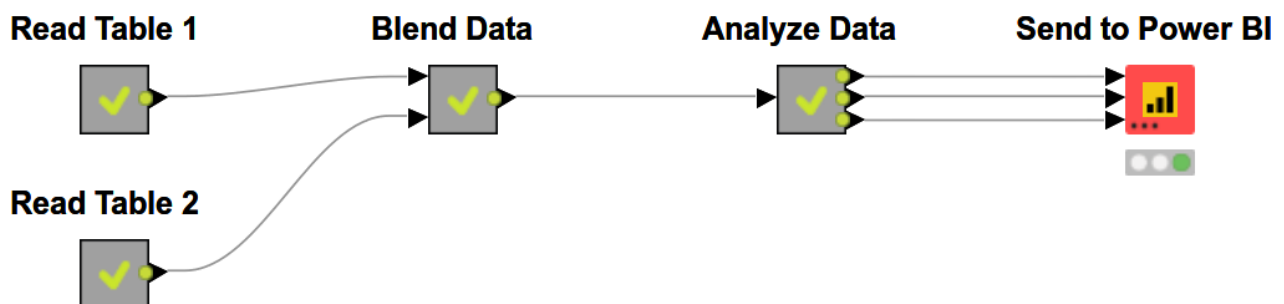 Read Table 1
Blend Data
Analyze Data
Send to Power BI
Read Table 2